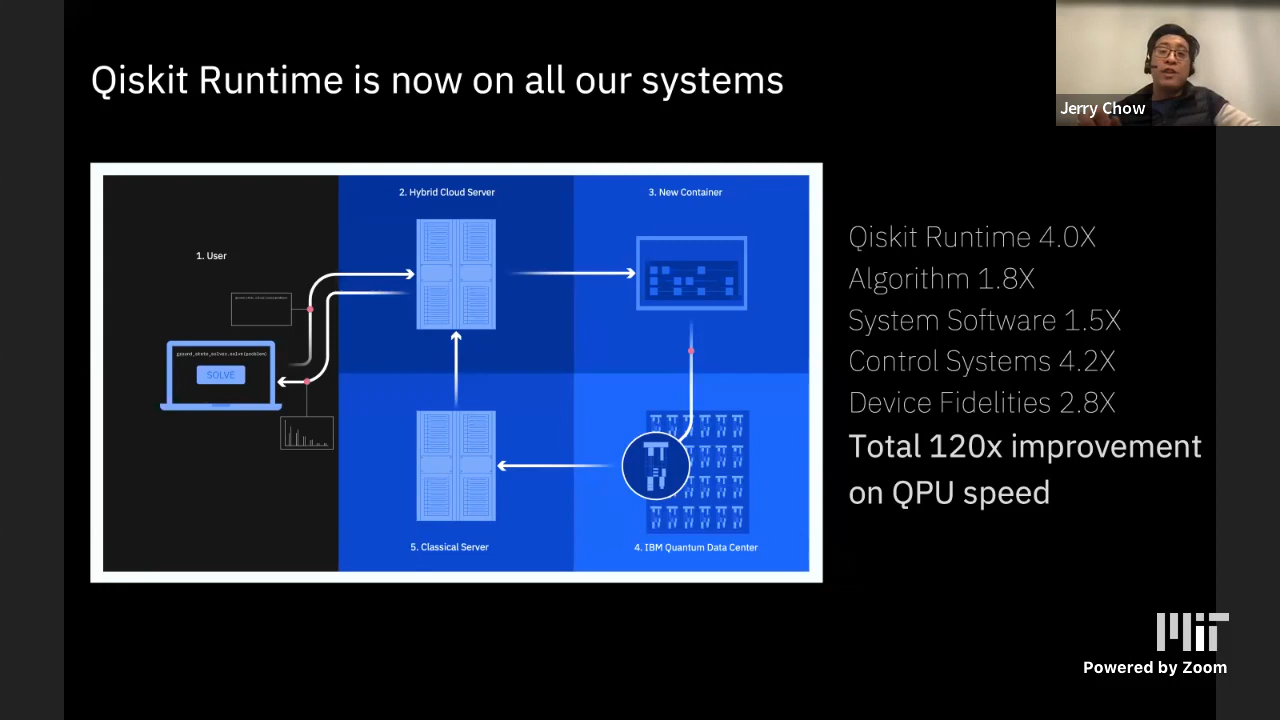 Qiskit Runtime is now on all our systems
Jerry Chow
1. User
2. Hybrid Cloud Server
3. New Container
SOLVE
5. Classical Server
4. IBM Quantum Data Center
Qiskit Runtime 4.0X
Algorithm 1.8X
System Software 1.5X
Control Systems 4.2X
Device Fidelities 2.8X
Total 120x improvement
on QPU speed
MIT
Powered by Zoom